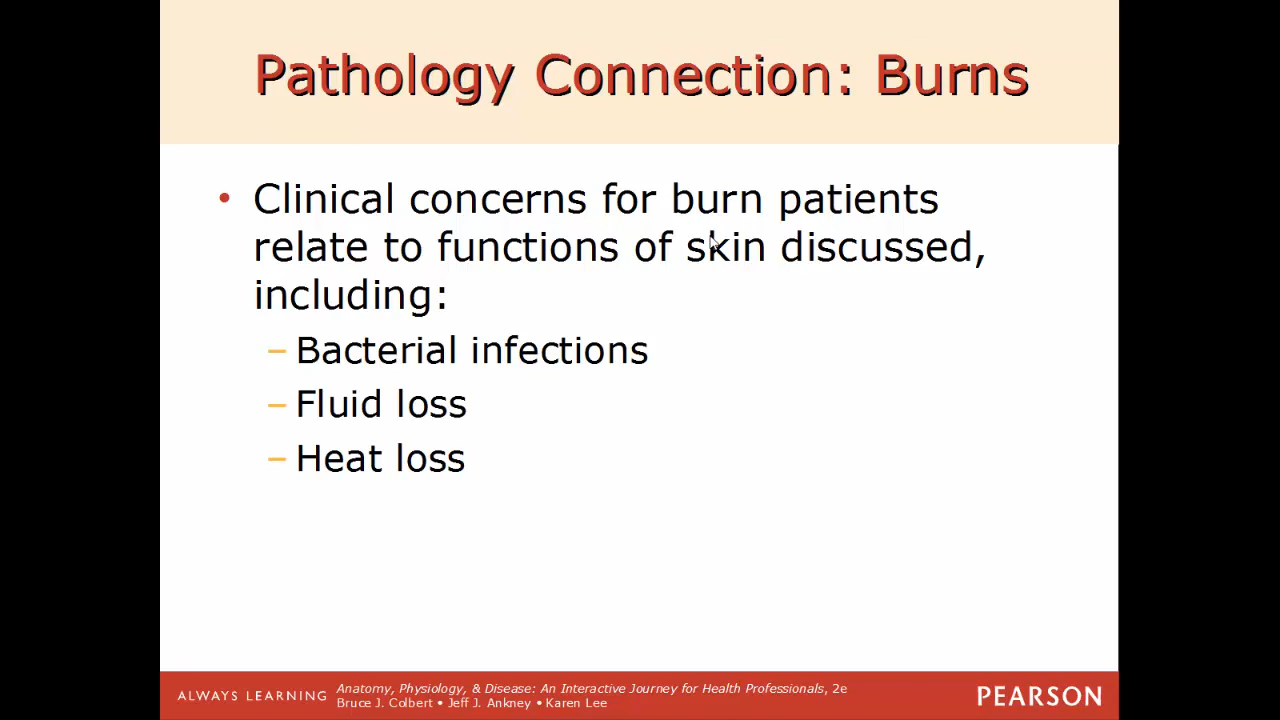 Pathology Connection: Burns
• Clinical concerns for burn patients
relate to functions of skin discussed,
including:
– Bacterial infections
– Fluid loss
– Heat loss
ALWAYS LEARNING
Anatomy, Physiology, & Disease: An Interactive Journey for Health Professionals, 2e
Bruce J. Colbert • Jeff J. Ankney • Karen Lee
PEARSON